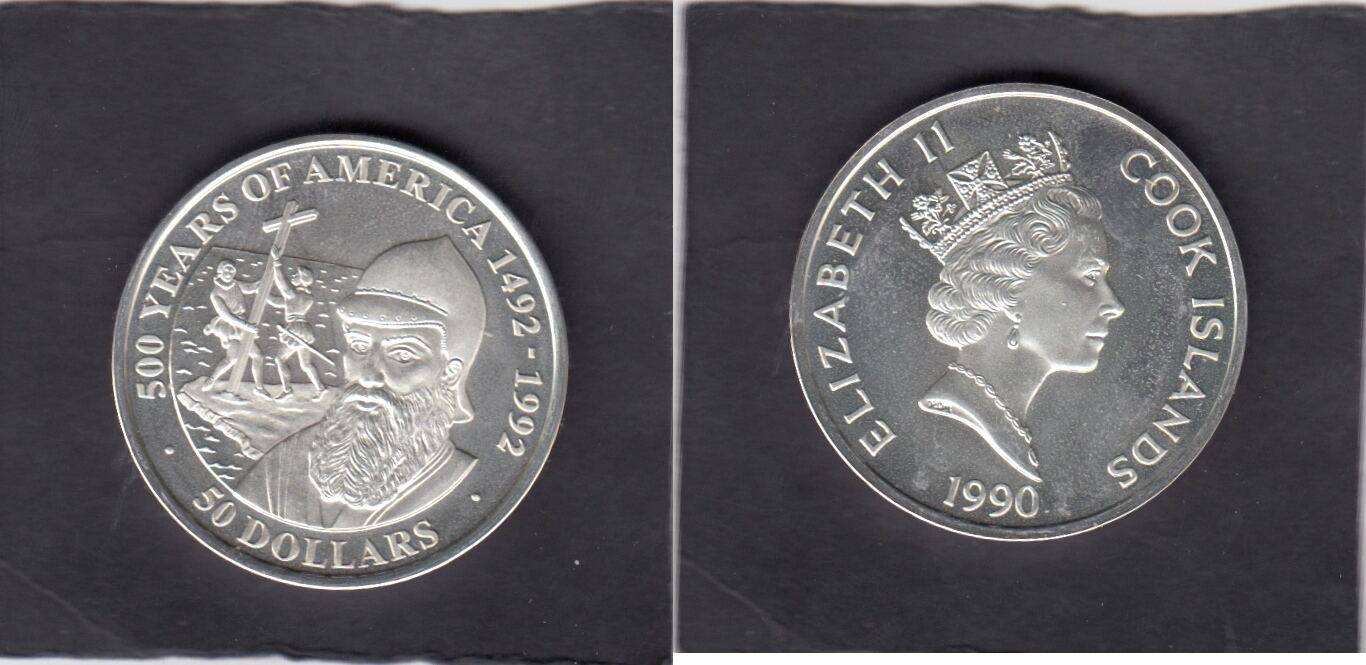 500 YEARS OF AMERICA 1492-1992
50 DOLLARS
ELIZABETH II
COOK ISLANDS
1990